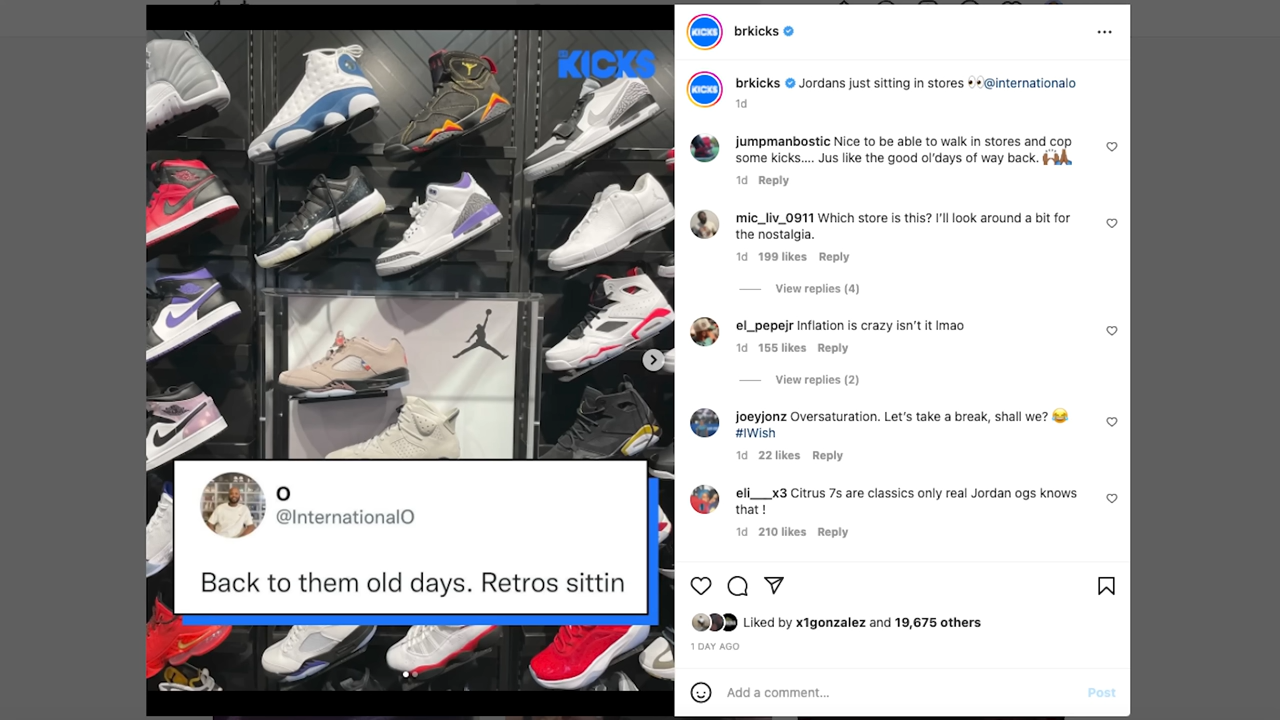 BR
KICKS
O
@InternationalO
Back to them old days. Retros sittin
KICKS
brkicks
KICKS
brkicks Jordans just sitting in stores 👀@internationalo
1d
jumpmanbostic Nice to be able to walk in stores and cop
some kicks.... Jus like the good ol'days of way back. 🙌🏾🙏🏾
1d Reply
mic_liv_0911 Which store is this? I'll look around a bit for
the nostalgia.
1d 199 likes Reply
View replies (4)
el_pepejr Inflation is crazy isn't it lmao
1d 155 likes Reply
View replies (2)
joeyjonz Oversaturation. Let's take a break, shall we? 😂
#IWish
1d 22 likes Reply
eli___x3 Citrus 7s are classics only real Jordan ogs knows
that !
1d 210 likes Reply
Liked by x1gonzalez and 19,675 others
1 DAY AGO
Add a comment...
Post